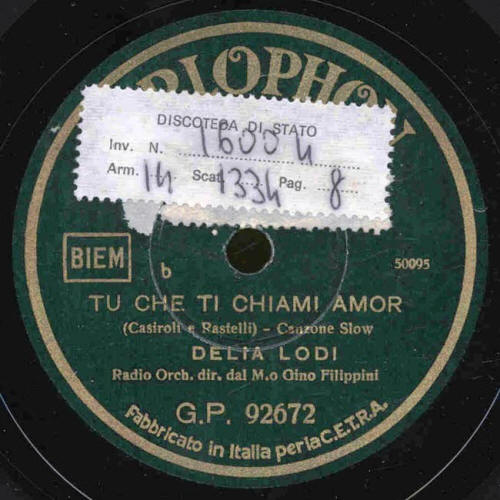 RLOPHON
DISCOTECA DI STATO
Inv. N. 16004
Arm. 14 Scat. 1334 Pag. 8
BIEM
b
50095
TU CHE TI CHIAMI AMOR
(Casiroli e Rastelli) - Canzone Slow
DELIA LODI
Radio Orch. dir. dal M.o Gino Filippini
G.P. 92672
Fabbricato in Italia per la C.E.T.R.A.